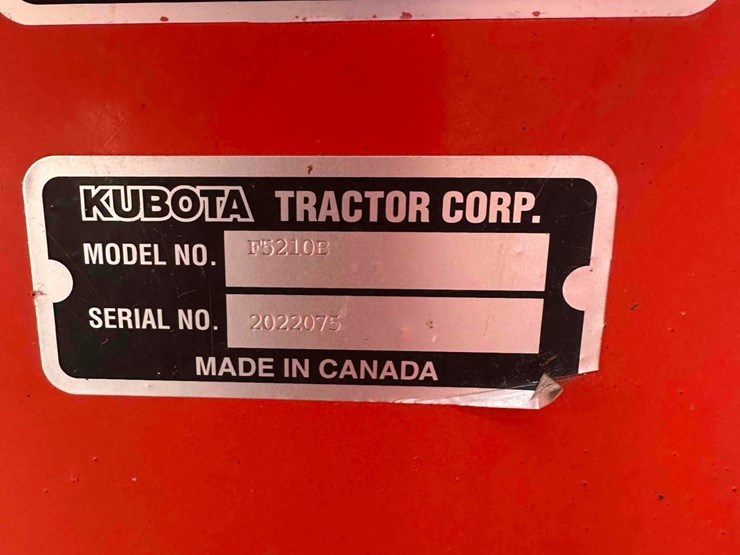 KUBOTA TRACTOR CORP.
MODEL NO. F5210B
SERIAL NO. 2022075
MADE IN CANADA